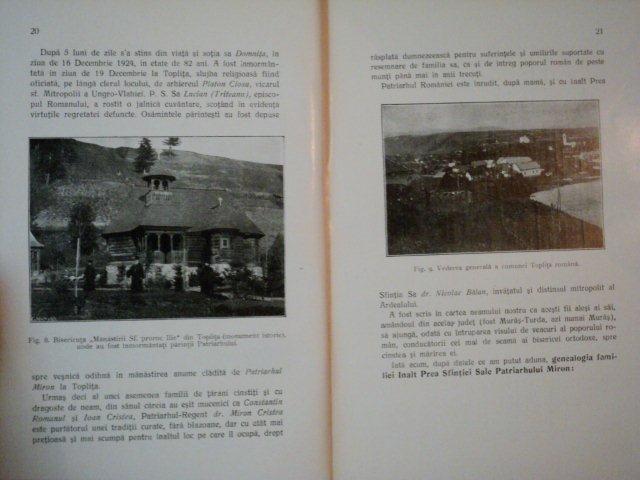 20
După 5 luni de zile s'a stins din viață și soția sa Domnița, în
ziua de 16 Decemvrie 1924, în etate de 82 ani. A fost înmormân-
tată în ziua de 19 Decemvrie la Toplița, slujba religioasă fiind
oficiată, pe lângă clerul locului, de arhiereul Platon Ciosu, vicarul
st. Mitropolii a Ungro-Vlahiei. P. S. Sa Lucian (Triteanu), episco-
pul Romanului, a rostit o jalnică cuvântare, scoțând în evidența
virtuțile regretatei defuncte. Osămintele părintești au fost depuse
Fig. 8. Bisericuța „Mănăstirii Sf. proroc Ilie" din Toplița (monument istoric),
unde au fost înmormântați părinții Patriarhului.
spre veșnică odihnă în mănăstirea anume clădită de Patriarhul
Miron la Toplița.
Urmaș deci al unei asemenea familii de țărani cinstiți și cu
dragoste de neam, din sânul căreia au eșit mucenici ca Constantin
Romanul și Ioan Cristea, Patriarhul-Regent dr. Miron Cristea
este purtătorul unei tradiții curate, fără blazoane, dar cu atât mai
prețioasă și mai scumpă pentru înaltul loc pe care îl ocupă, drept
21
răsplată dumnezeească pentru suferințele și umilirile suportate cu
resemnare de familia sa, ca și de întreg poporul român de peste
munți până mai în anii trecuți.
Patriarhul României este înrudit, după mamă, și cu înalt Prea
Fig. 9. Vederea generală a comunei Toplița română.
Sfinția Sa dr. Nicolae Bălan, învățatul și distinsul mitropolit al
Ardealului.
A fost scris în cartea neamului nostru ca acești fii aleși ai săi,
amândoui din acelaș județ (fost Murăș-Turda, azi numai Murăș),
să ajungă, odată cu întruparea visului de veacuri al poporului ro-
mân, conducătorii cei mai de seamă ai bisericei ortodoxe, spre
cinstea și mărirea ei.
Iată acum, după datele ce am putut aduna, genealogia fami-
liei Înalt Prea Sfinției Sale Patriarhului Miron: